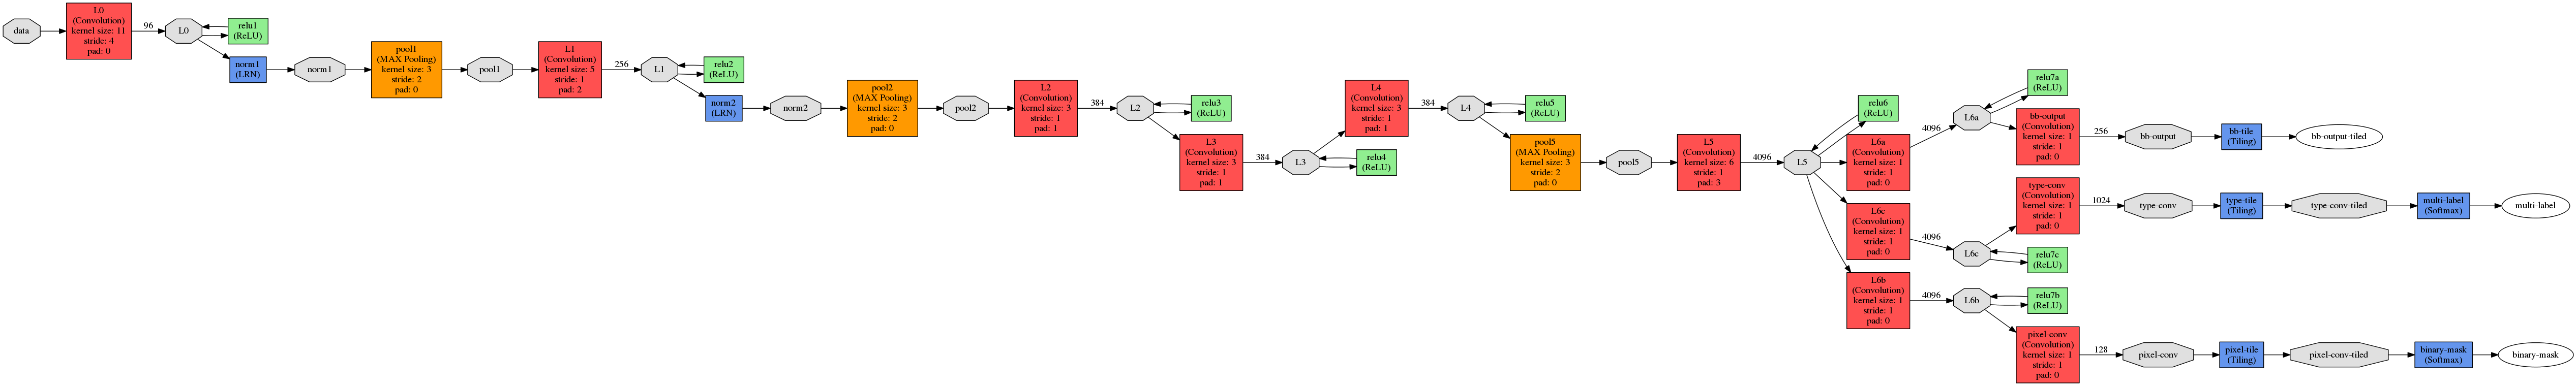 data
L0
(Convolution)
kernel size: 11
stride: 4
pad: 0
96
L0
relu1
(ReLU)
norm1
(LRN)
norm1
pool1
(MAX Pooling)
kernel size: 3
stride: 2
pad: 0
pool1
L1
(Convolution)
kernel size: 5
stride: 1
pad: 2
256
L1
relu2
(ReLU)
norm2
(LRN)
norm2
pool2
(MAX Pooling)
kernel size: 3
stride: 2
pad: 0
pool2
L2
(Convolution)
kernel size: 3
stride: 1
pad: 1
384
L2
relu3
(ReLU)
L3
(Convolution)
kernel size: 3
stride: 1
pad: 1
384
L3
relu4
(ReLU)
L4
(Convolution)
kernel size: 3
stride: 1
pad: 1
384
L4
relu5
(ReLU)
pool5
(MAX Pooling)
kernel size: 3
stride: 2
pad: 0
pool5
L5
(Convolution)
kernel size: 6
stride: 1
pad: 3
4096
L5
relu6
(ReLU)
L6a
(Convolution)
kernel size: 1
stride: 1
pad: 0
4096
L6a
relu7a
(ReLU)
bb-output
(Convolution)
kernel size: 1
stride: 1
pad: 0
256
bb-output
bb-tile
(Tiling)
bb-output-tiled
L6c
(Convolution)
kernel size: 1
stride: 1
pad: 0
4096
L6c
relu7c
(ReLU)
type-conv
(Convolution)
kernel size: 1
stride: 1
pad: 0
1024
type-conv
type-tile
(Tiling)
type-conv-tiled
multi-label
(Softmax)
multi-label
L6b
(Convolution)
kernel size: 1
stride: 1
pad: 0
4096
L6b
relu7b
(ReLU)
pixel-conv
(Convolution)
kernel size: 1
stride: 1
pad: 0
128
pixel-conv
pixel-tile
(Tiling)
pixel-conv-tiled
binary-mask
(Softmax)
binary-mask